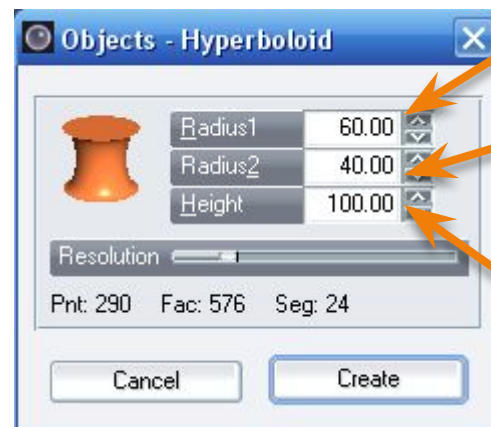 Objects - Hyperboloid
Radius1 60.00
Radius2 40.00
Height 100.00
Resolution
Pnt: 290 Fac: 576 Seg: 24
Cancel Create